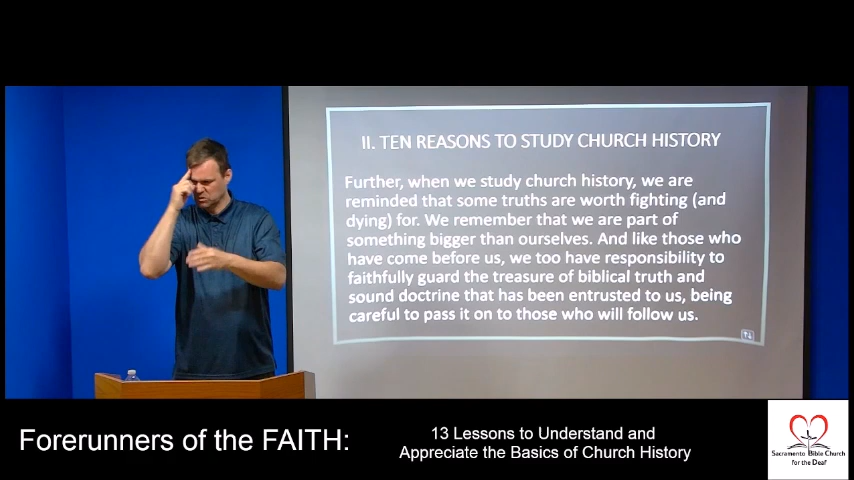 II. TEN REASONS TO STUDY CHURCH HISTORY
Further, when we study church history, we are
reminded that some truths are worth fighting (and
dying) for. We remember that we are part of
something bigger than ourselves. And like those who
have come before us, we too have responsibility to
faithfully guard the treasure of biblical truth and
sound doctrine that has been entrusted to us, being
careful to pass it on to those who will follow us.
Forerunners of the FAITH:
13 Lessons to Understand and
Appreciate the Basics of Church History
Sacramento Bible Church
for the Deaf